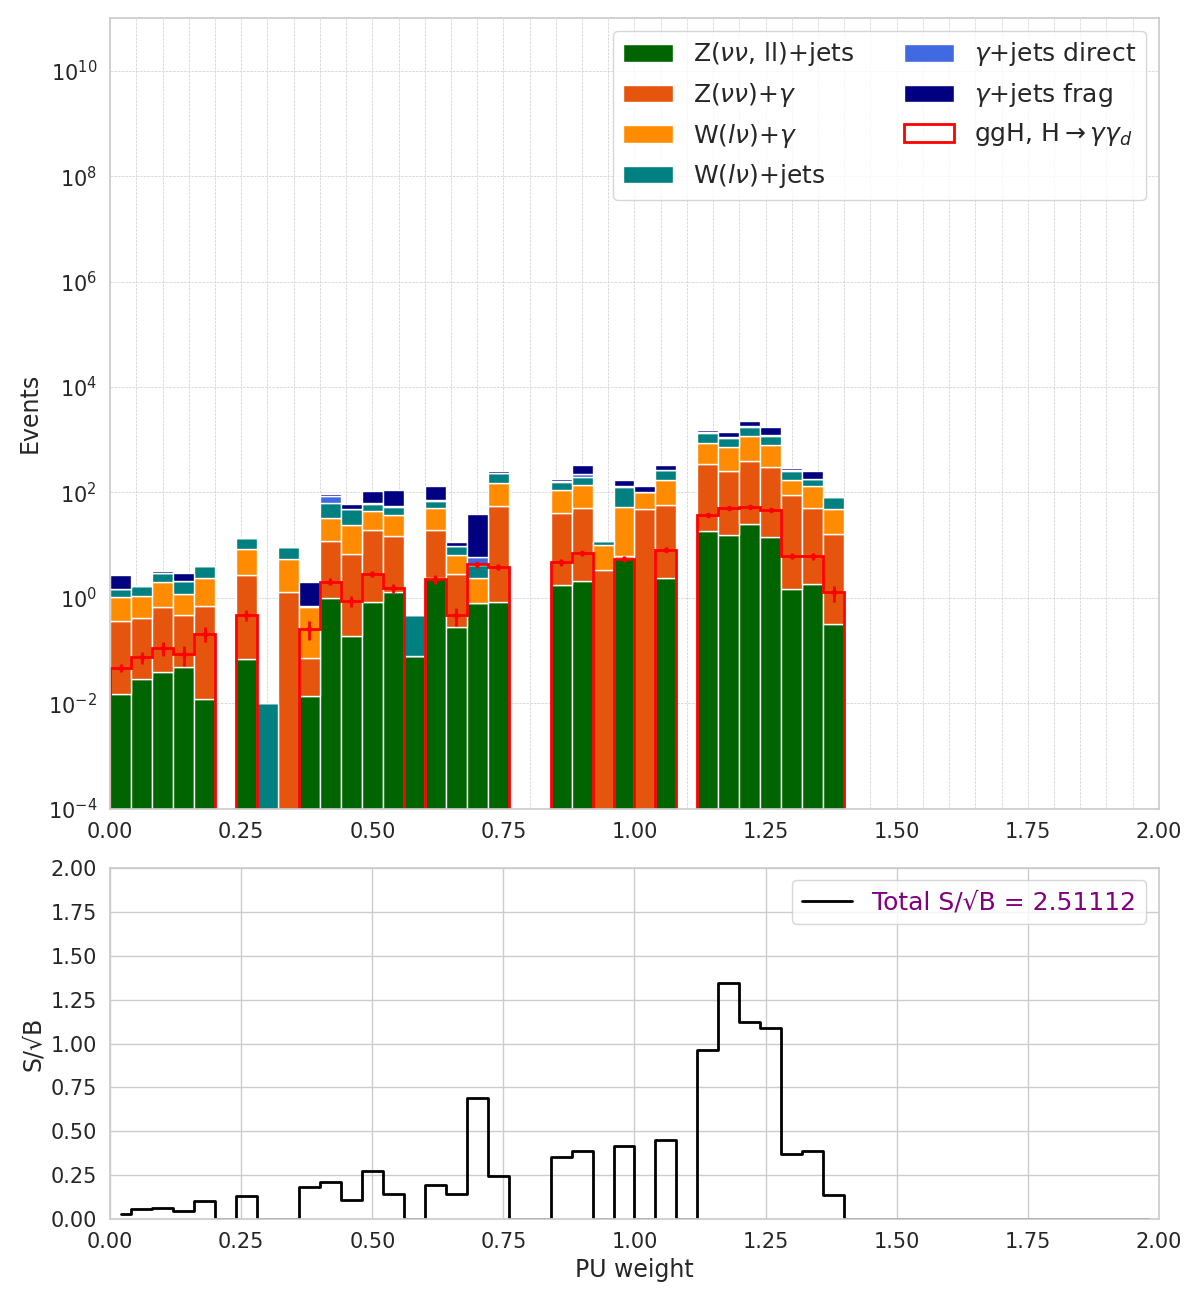 Z(νν, ll)+jets
Z(νν)+γ
W(lν)+γ
W(lν)+jets
γ+jets direct
γ+jets frag
ggH, H→γγ_d
Events
10^10
10^8
10^6
10^4
10^2
10^0
10^−2
10^−4
0.00 0.25 0.50 0.75 1.00 1.25 1.50 1.75 2.00
Total S/√B = 2.51112
S/√B
2.00
1.75
1.50
1.25
1.00
0.75
0.50
0.25
0.00
0.00 0.25 0.50 0.75 1.00 1.25 1.50 1.75 2.00
PU weight